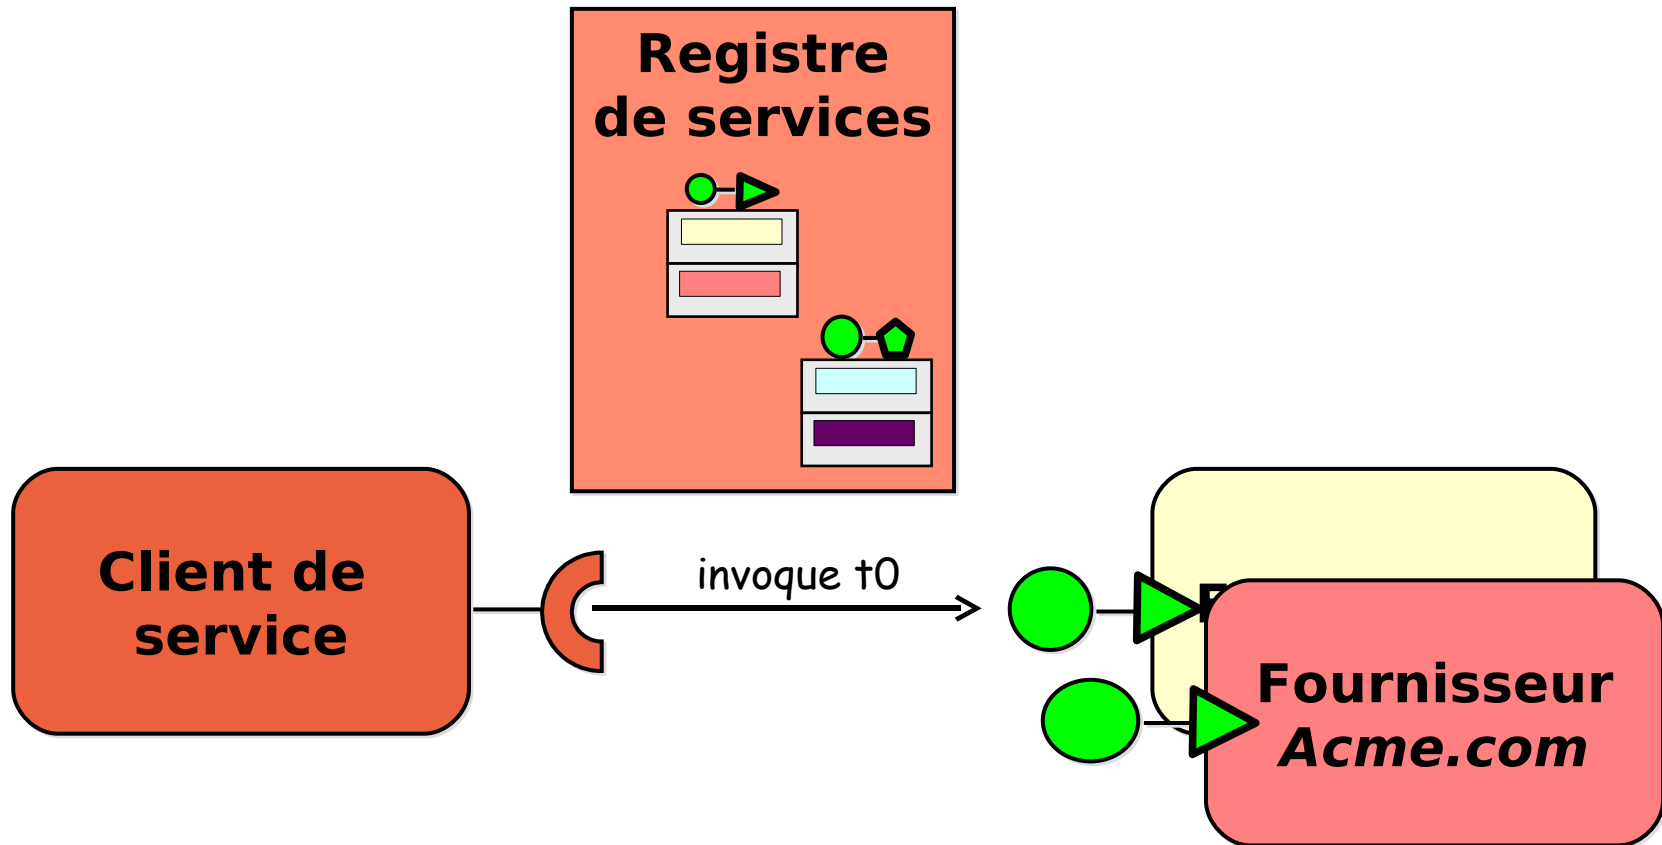 Registre
de services
invoque t0
Client de
service
Fournisseur
Acme.com